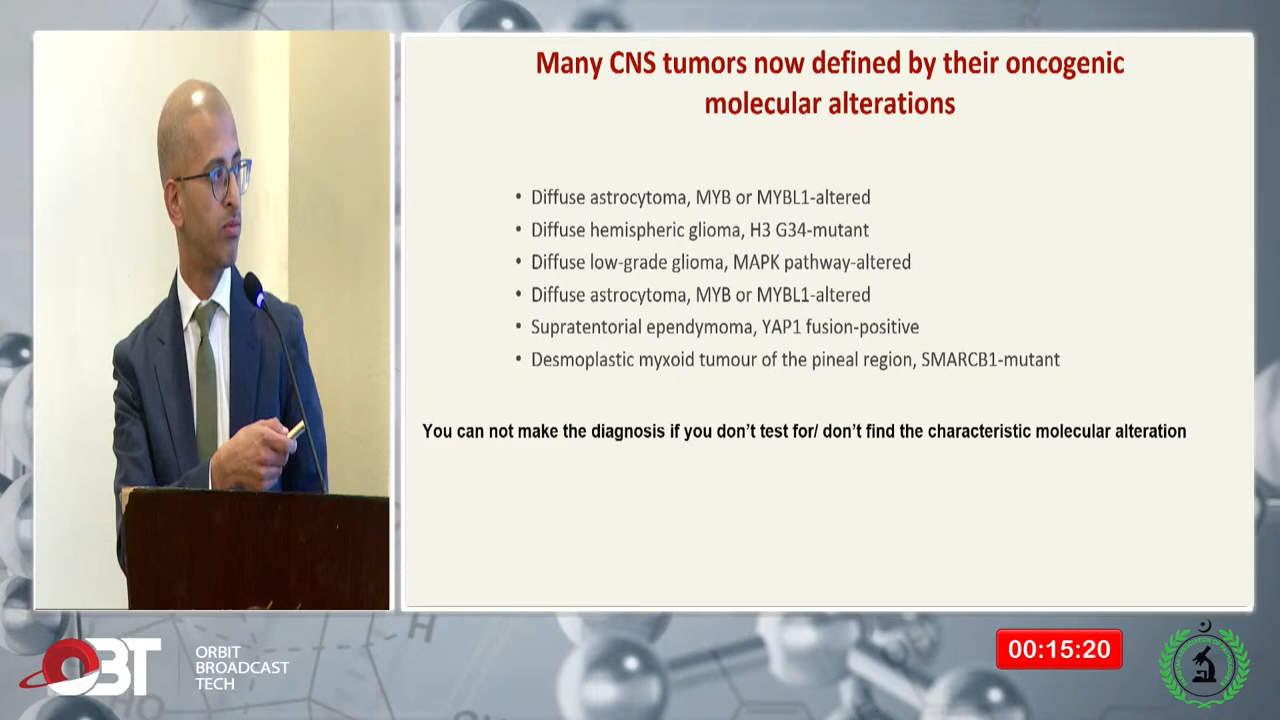 Many CNS tumors now defined by their oncogenic
molecular alterations
• Diffuse astrocytoma, MYB or MYBL1-altered
• Diffuse hemispheric glioma, H3 G34-mutant
• Diffuse low-grade glioma, MAPK pathway-altered
• Diffuse astrocytoma, MYB or MYBL1-altered
• Supratentorial ependymoma, YAP1 fusion-positive
• Desmoplastic myxoid tumour of the pineal region, SMARCB1-mutant
You can not make the diagnosis if you don’t test for/ don’t find the characteristic molecular alteration
OBT
ORBIT
BROADCAST
TECH
H
HO
00:15:20